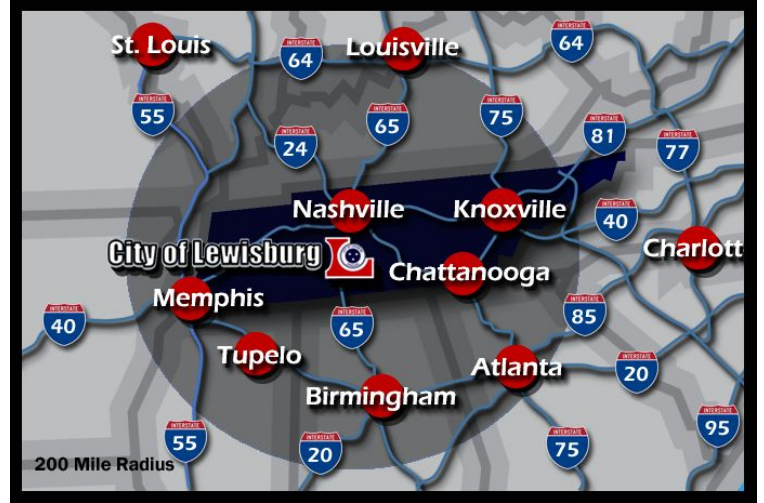 St. Louis
Louisville
INTERSTATE
64
INTERSTATE
64
INTERSTATE
55
INTERSTATE
65
INTERSTATE
75
INTERSTATE
81
INTERSTATE
24
INTERSTATE
77
Nashville
Knoxville
INTERSTATE
40
City of Lewisburg
L
Charlott
Chattanooga
Memphis
INTERSTATE
40
INTERSTATE
65
INTERSTATE
85
Tupelo
Atlanta
INTERSTATE
20
Birmingham
INTERSTATE
95
INTERSTATE
55
INTERSTATE
20
INTERSTATE
75
200 Mile Radius